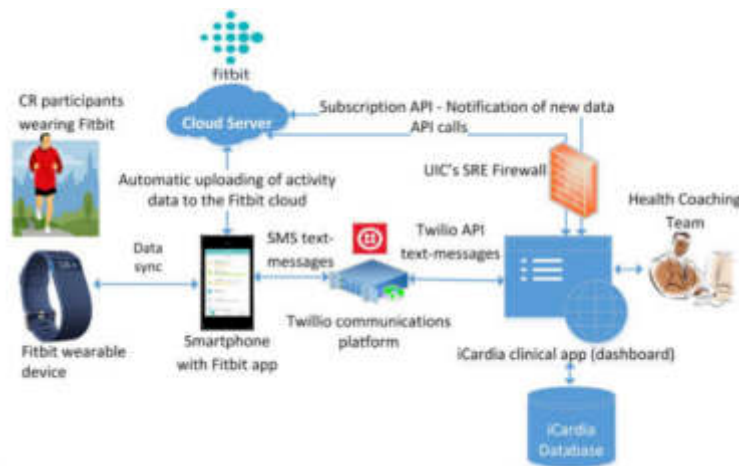 fitbit
CR participants
wearing Fitbit
Cloud Server
Subscription API - Notification of new data
API calls
UIC's SRE Firewall
Automatic uploading of activity
data to the Fitbit cloud
Health Coaching
Team
Data
sync
SMS text-
messages
Twilio API
text-messages
Fitbit wearable
device
Smartphone
with Fitbit app
Twillio communications
platform
iCardia clinical app (dashboard)
iCardia
Database